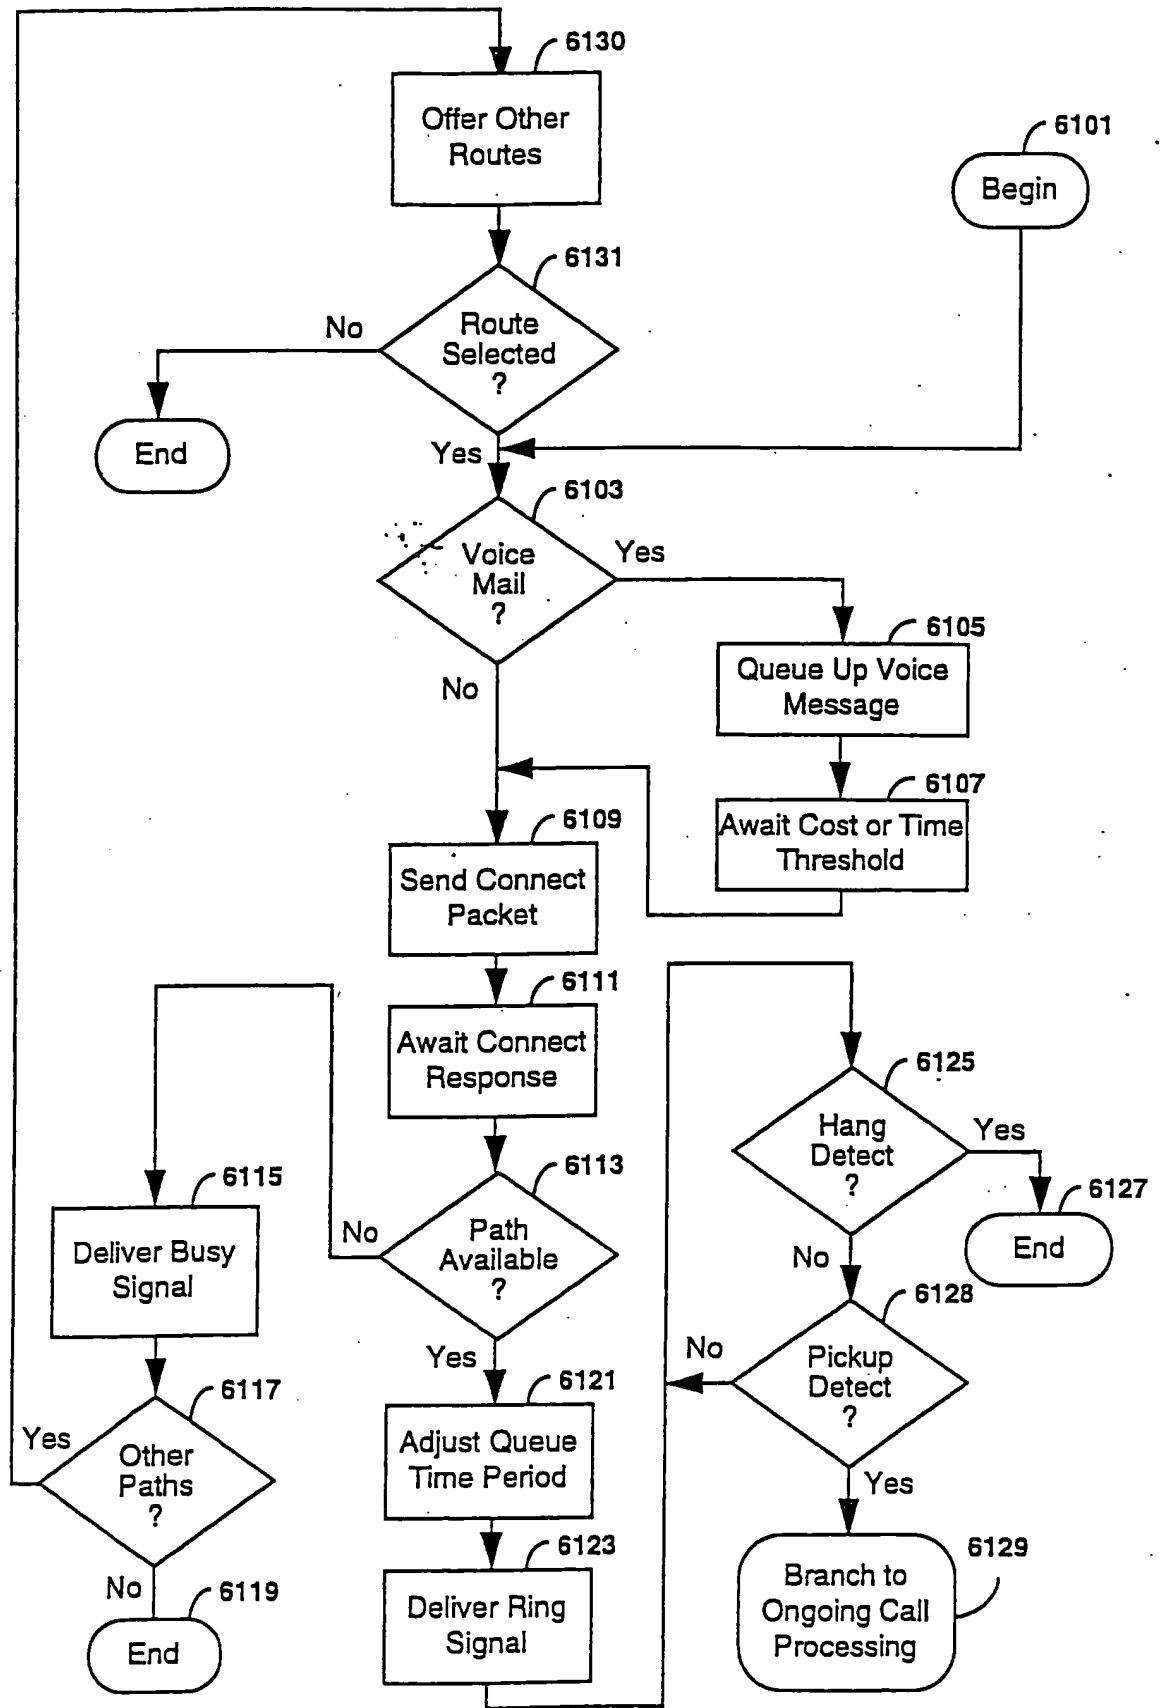 6130
Offer Other
Routes
6101
Begin
6131
Route
Selected
?
No
End
Yes
6103
Voice
Mail
?
Yes
No
6105
Queue Up Voice
Message
6107
Await Cost or Time
Threshold
6109
Send Connect
Packet
6111
Await Connect
Response
6113
Path
Available
?
No
Yes
6115
Deliver Busy
Signal
6117
Other
Paths
?
Yes
No
6119
End
6121
Adjust Queue
Time Period
6123
Deliver Ring
Signal
6125
Hang
Detect
?
Yes
6127
End
No
6128
Pickup
Detect
?
No
Yes
6129
Branch to
Ongoing Call
Processing